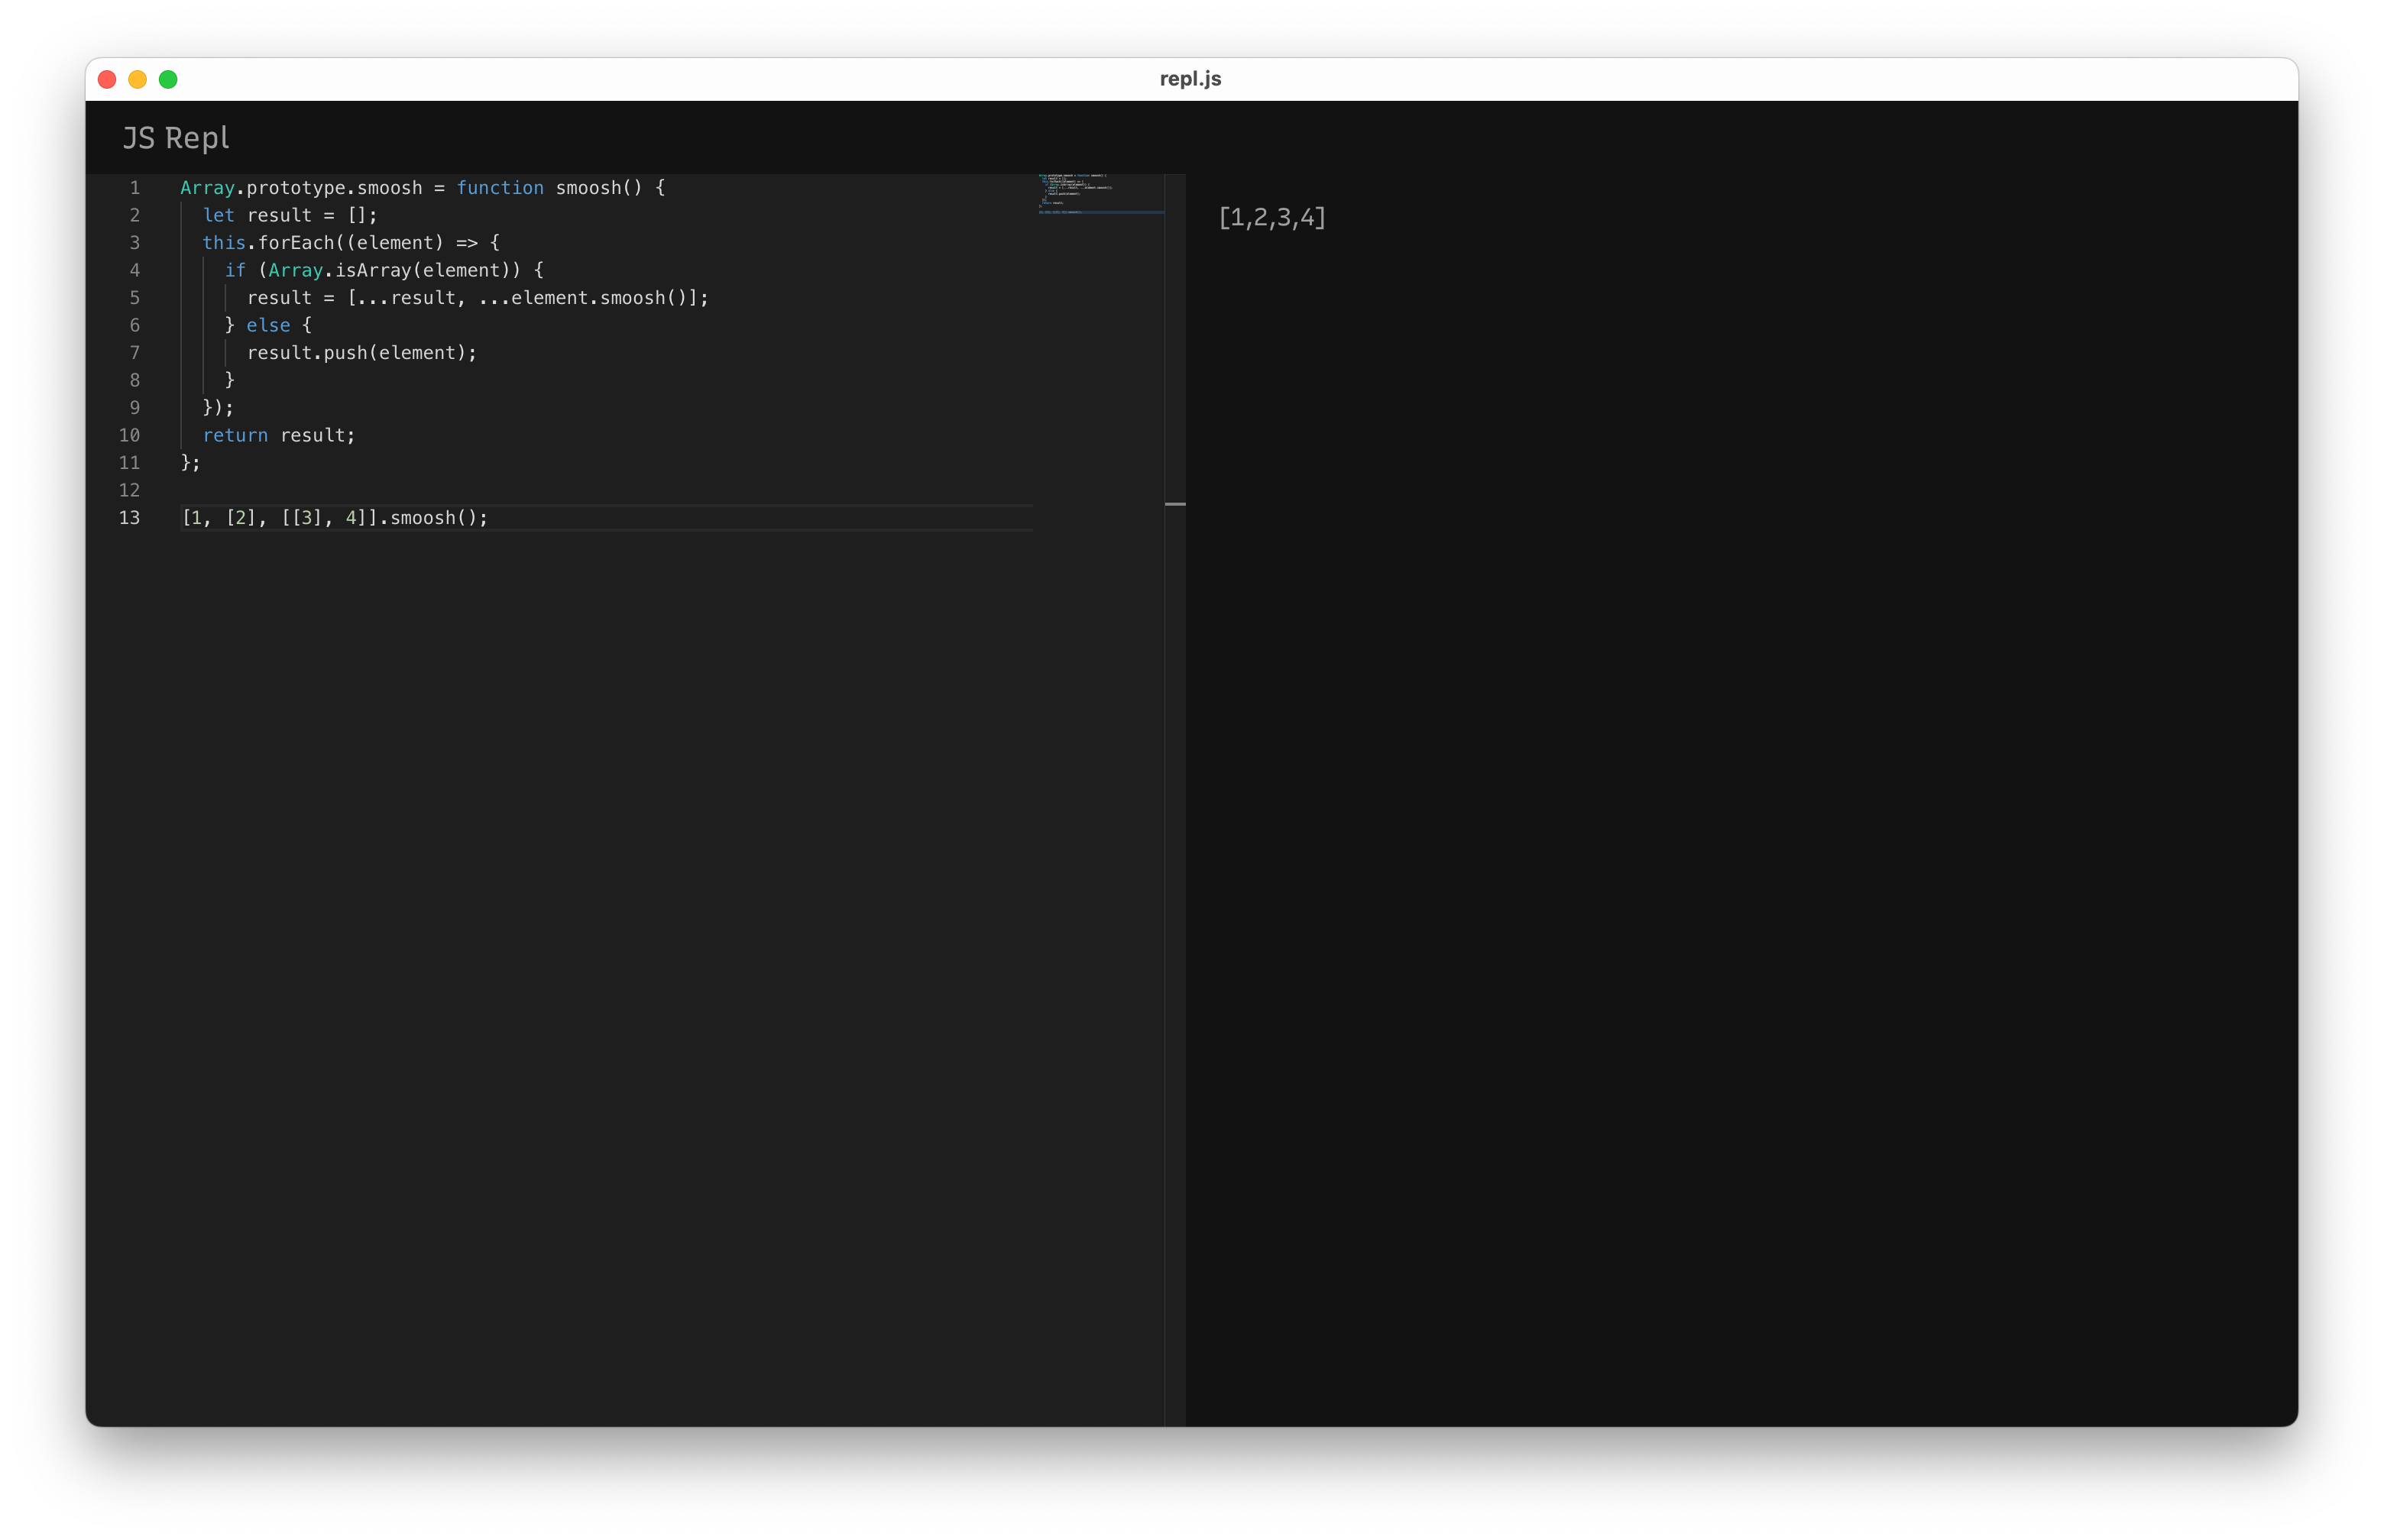 repl.js
JS Repl
1 Array.prototype.smoosh = function smoosh() {
2 let result = [];
3 this.forEach((element) => {
4 if (Array.isArray(element)) {
5 result = [...result, ...element.smoosh()];
6 } else {
7 result.push(element);
8 }
9 });
10 return result;
11 };
12
13 [1, [2], [[3], 4]].smoosh();
[1,2,3,4]